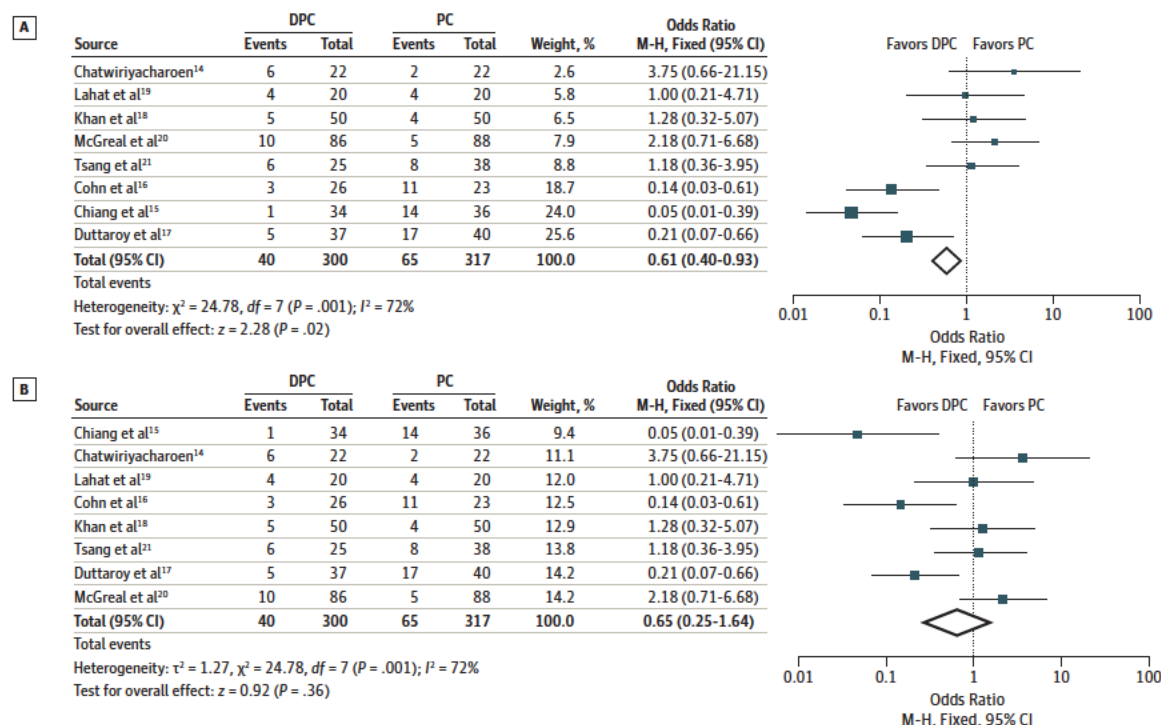 A
DPC PC Odds Ratio
Source Events Total Events Total Weight, % M-H, Fixed (95% CI) Favors DPC Favors PC
Chatwiriyacharoen¹⁴ 6 22 2 22 2.6 3.75 (0.66-21.15)
Lahat et al¹⁹ 4 20 4 20 5.8 1.00 (0.21-4.71)
Khan et al¹⁸ 5 50 4 50 6.5 1.28 (0.32-5.07)
McGreal et al²⁰ 10 86 5 88 7.9 2.18 (0.71-6.68)
Tsang et al²¹ 6 25 8 38 8.8 1.18 (0.36-3.95)
Cohn et al¹⁶ 3 26 11 23 18.7 0.14 (0.03-0.61)
Chiang et al¹⁵ 1 34 14 36 24.0 0.05 (0.01-0.39)
Duttaroy et al¹⁷ 5 37 17 40 25.6 0.21 (0.07-0.66)
Total (95% CI) 40 300 65 317 100.0 0.61 (0.40-0.93)
Total events
Heterogeneity: χ² = 24.78, df = 7 (P = .001); I² = 72%
Test for overall effect: z = 2.28 (P = .02)
0.01 0.1 1 10 100
Odds Ratio
M-H, Fixed, 95% CI
B
DPC PC Odds Ratio
Source Events Total Events Total Weight, % M-H, Fixed (95% CI) Favors DPC Favors PC
Chiang et al¹⁵ 1 34 14 36 9.4 0.05 (0.01-0.39)
Chatwiriyacharoen¹⁴ 6 22 2 22 11.1 3.75 (0.66-21.15)
Lahat et al¹⁹ 4 20 4 20 12.0 1.00 (0.21-4.71)
Cohn et al¹⁶ 3 26 11 23 12.5 0.14 (0.03-0.61)
Khan et al¹⁸ 5 50 4 50 12.9 1.28 (0.32-5.07)
Tsang et al²¹ 6 25 8 38 13.8 1.18 (0.36-3.95)
Duttaroy et al¹⁷ 5 37 17 40 14.2 0.21 (0.07-0.66)
McGreal et al²⁰ 10 86 5 88 14.2 2.18 (0.71-6.68)
Total (95% CI) 40 300 65 317 100.0 0.65 (0.25-1.64)
Total events
Heterogeneity: τ² = 1.27, χ² = 24.78, df = 7 (P = .001); I² = 72%
Test for overall effect: z = 0.92 (P = .36)
0.01 0.1 1 10 100
Odds Ratio
M-H, Fixed, 95% CI